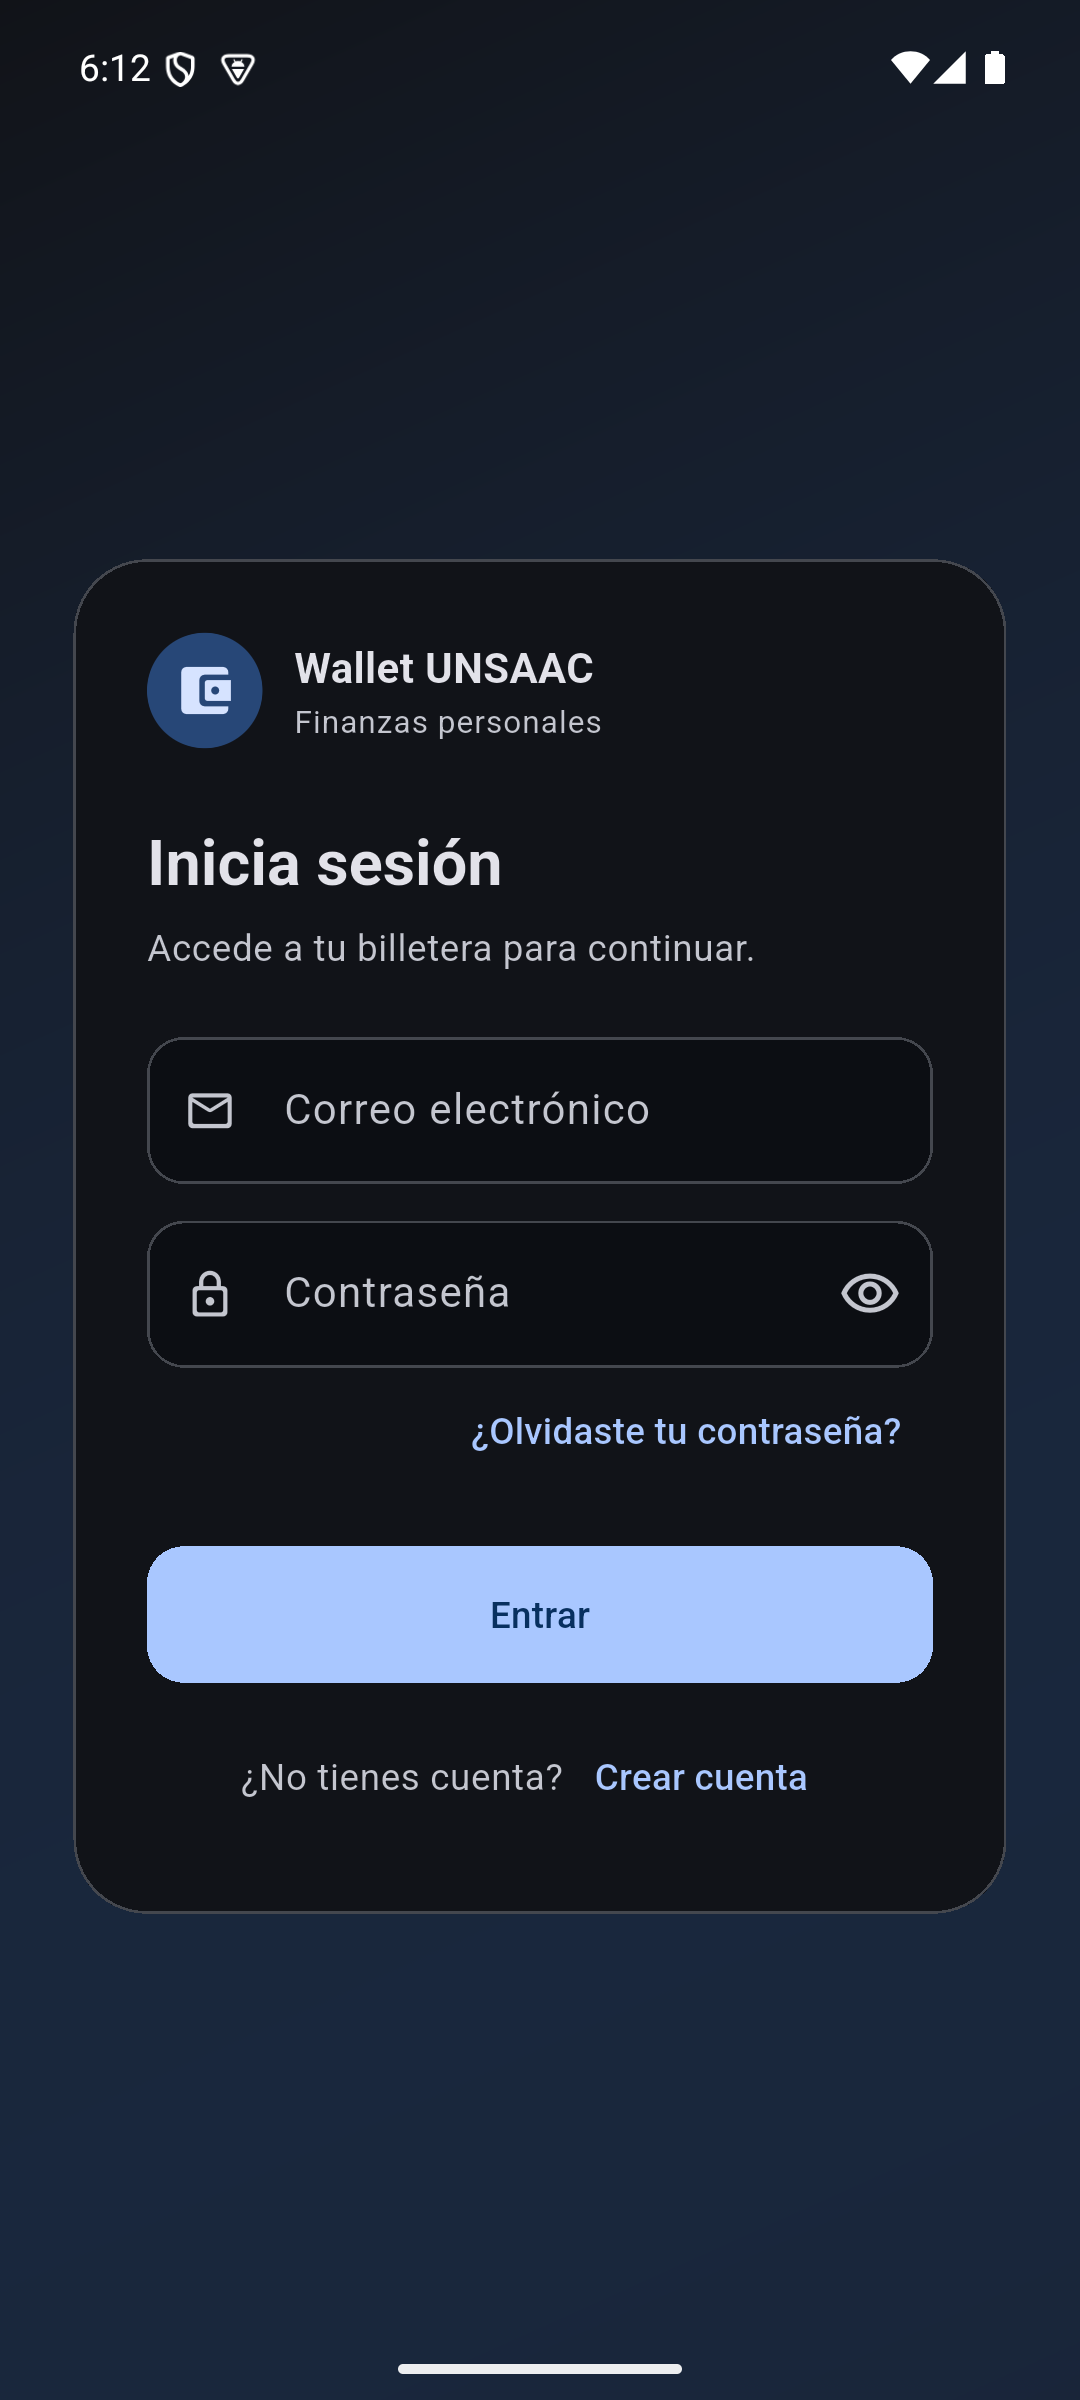 6:12
Wallet UNSAAC
Finanzas personales
Inicia sesión
Accede a tu billetera para continuar.
Correo electrónico
Contraseña
¿Olvidaste tu contraseña?
Entrar
¿No tienes cuenta? Crear cuenta